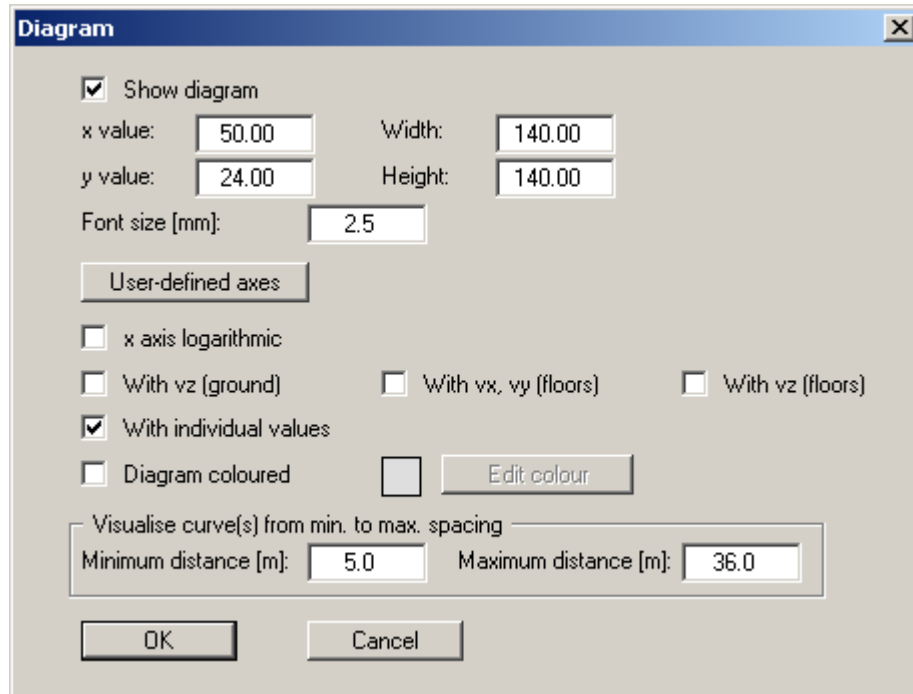 Diagram
Show diagram
x value: 50.00 Width: 140.00
y value: 24.00 Height: 140.00
Font size [mm]: 2.5
User-defined axes
x axis logarithmic
With vz (ground) With vx, vy (floors) With vz (floors)
With individual values
Diagram coloured Edit colour
Visualise curve(s) from min. to max. spacing
Minimum distance [m]: 5.0 Maximum distance [m]: 36.0
OK Cancel